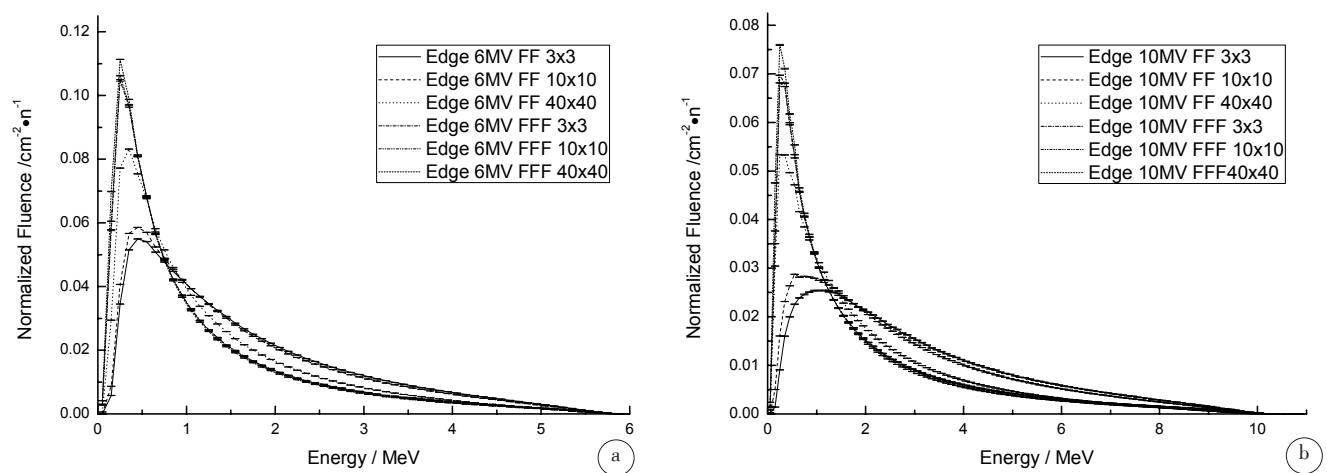 0.12
0.10
0.08
0.06
0.04
0.02
0.00
Normalized Fluence /cm⁻²•n⁻¹
Edge 6MV FF 3x3
Edge 6MV FF 10x10
Edge 6MV FF 40x40
Edge 6MV FFF 3x3
Edge 6MV FFF 10x10
Edge 6MV FFF 40x40
0 1 2 3 4 5 6
Energy / MeV
a
0.08
0.07
0.06
0.05
0.04
0.03
0.02
0.01
0.00
Normalized Fluence /cm⁻²•n⁻¹
Edge 10MV FF 3x3
Edge 10MV FF 10x10
Edge 10MV FF 40x40
Edge 10MV FFF 3x3
Edge 10MV FFF 10x10
Edge 10MV FFF40x40
0 2 4 6 8 10
Energy / MeV
b